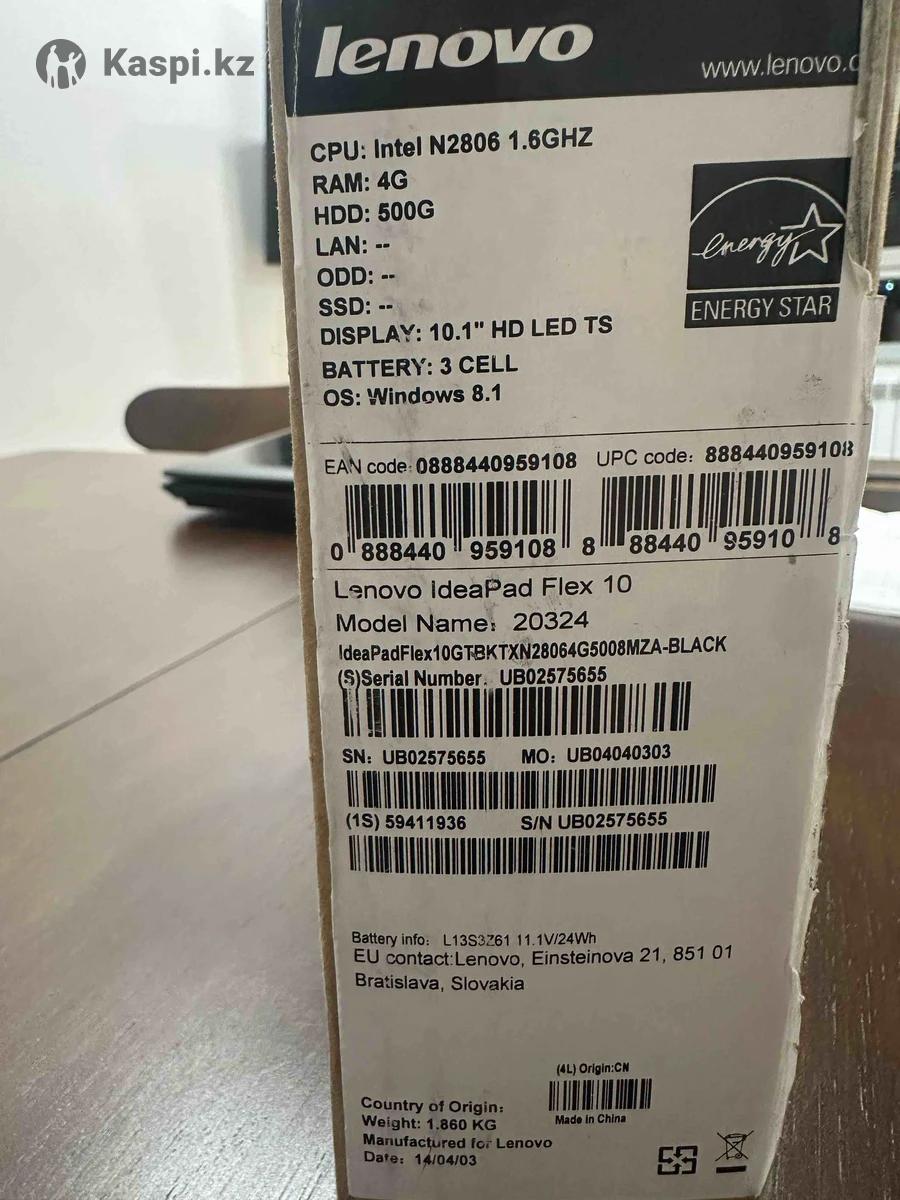 Kaspi.kz
lenovo
www.lenovo.c
CPU: Intel N2806 1.6GHZ
RAM: 4G
HDD: 500G
LAN: --
ODD: --
SSD: --
DISPLAY: 10.1" HD LED TS
BATTERY: 3 CELL
OS: Windows 8.1
energy
ENERGY STAR
EAN code: 0888440959108 UPC code: 888440959108
0 888440 959108 8 88440 95910 8
Lenovo IdeaPad Flex 10
Model Name: 20324
IdeaPadFlex10GTBKTXN28064G5008MZA-BLACK
(S)Serial Number. UB02575655
SN: UB02575655 MO: UB04040303
(1S) 59411936 S/N UB02575655
Battery info: L13S3Z61 11.1V/24Wh
EU contact:Lenovo, Einsteinova 21, 851 01
Bratislava, Slovakia
(4L) Origin:CN
Made in China
Country of Origin:
Weight: 1.860 KG
Manufactured for Lenovo
Date: 14/04/03